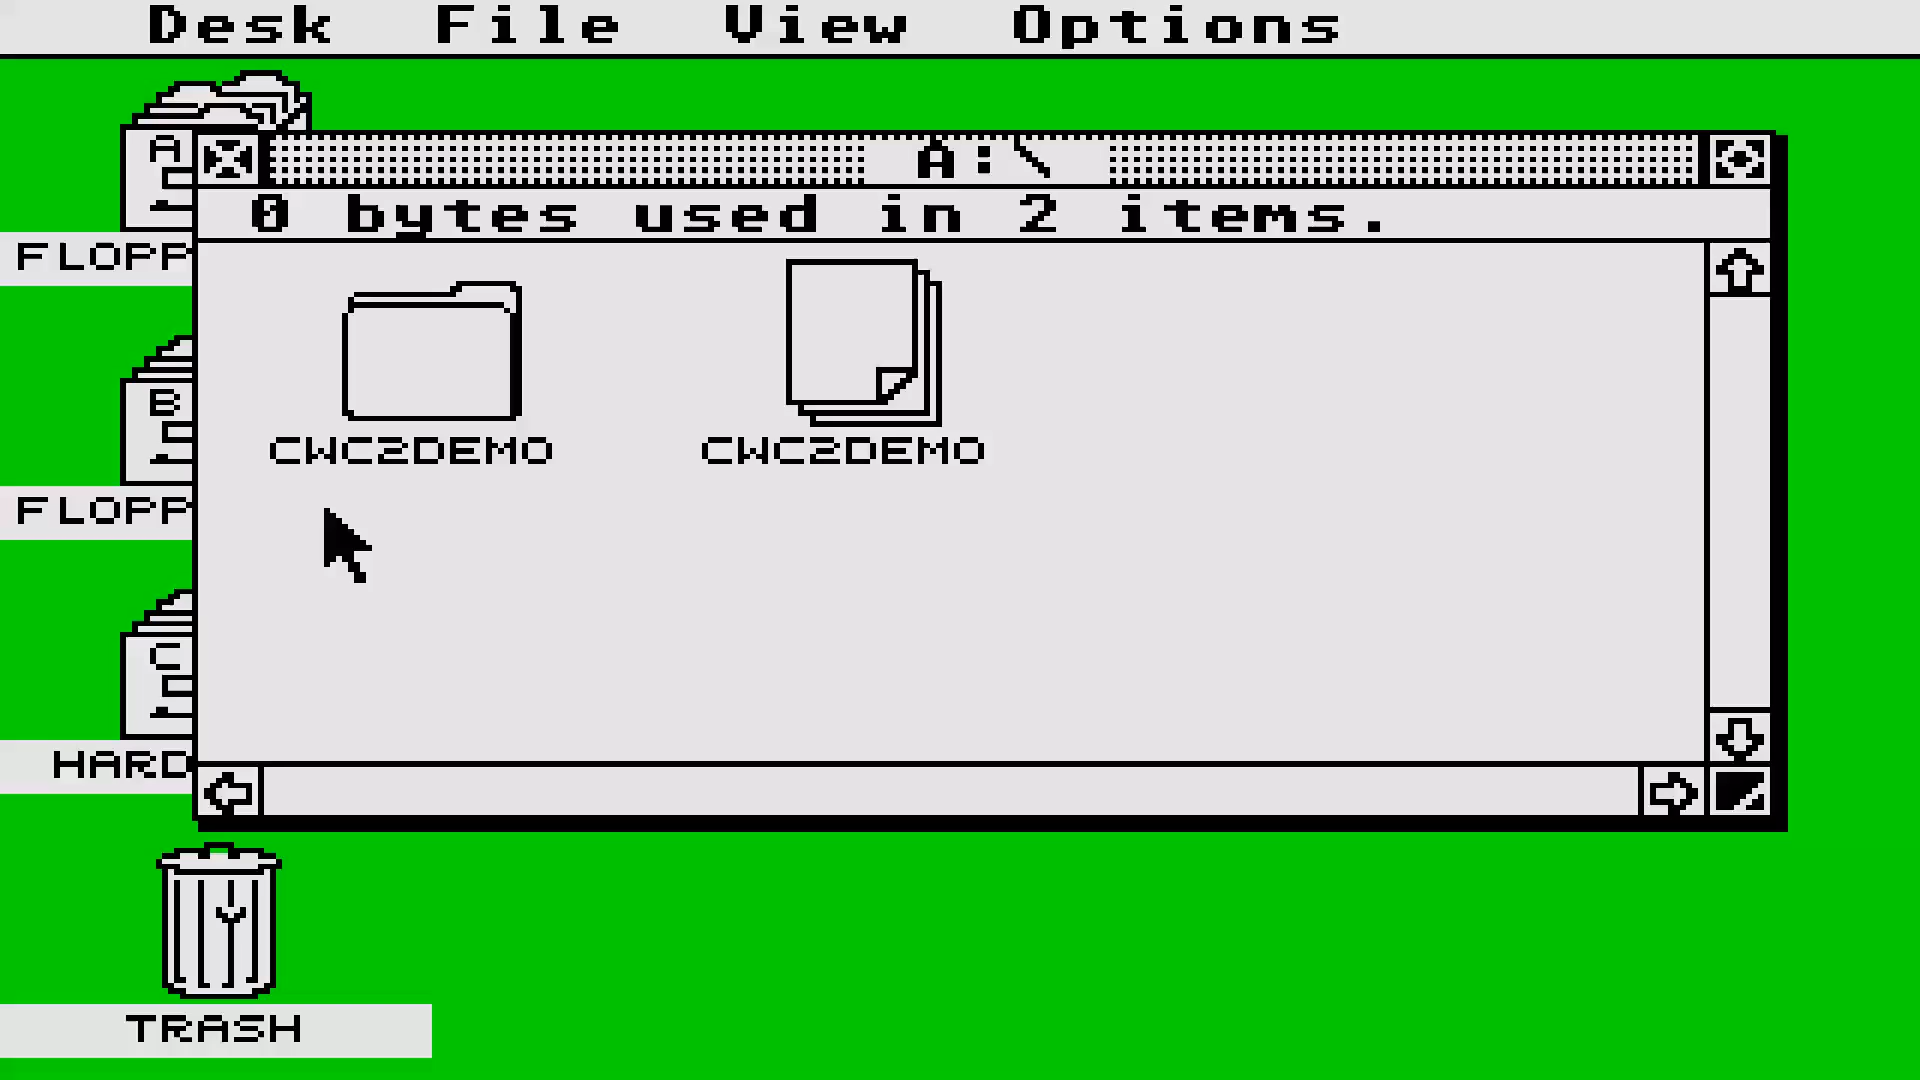 Desk File View Options
A
A:\
0 bytes used in 2 items.
FLOPP
CWC2DEMO CWC2DEMO
B
FLOPP
C
HARD
TRASH